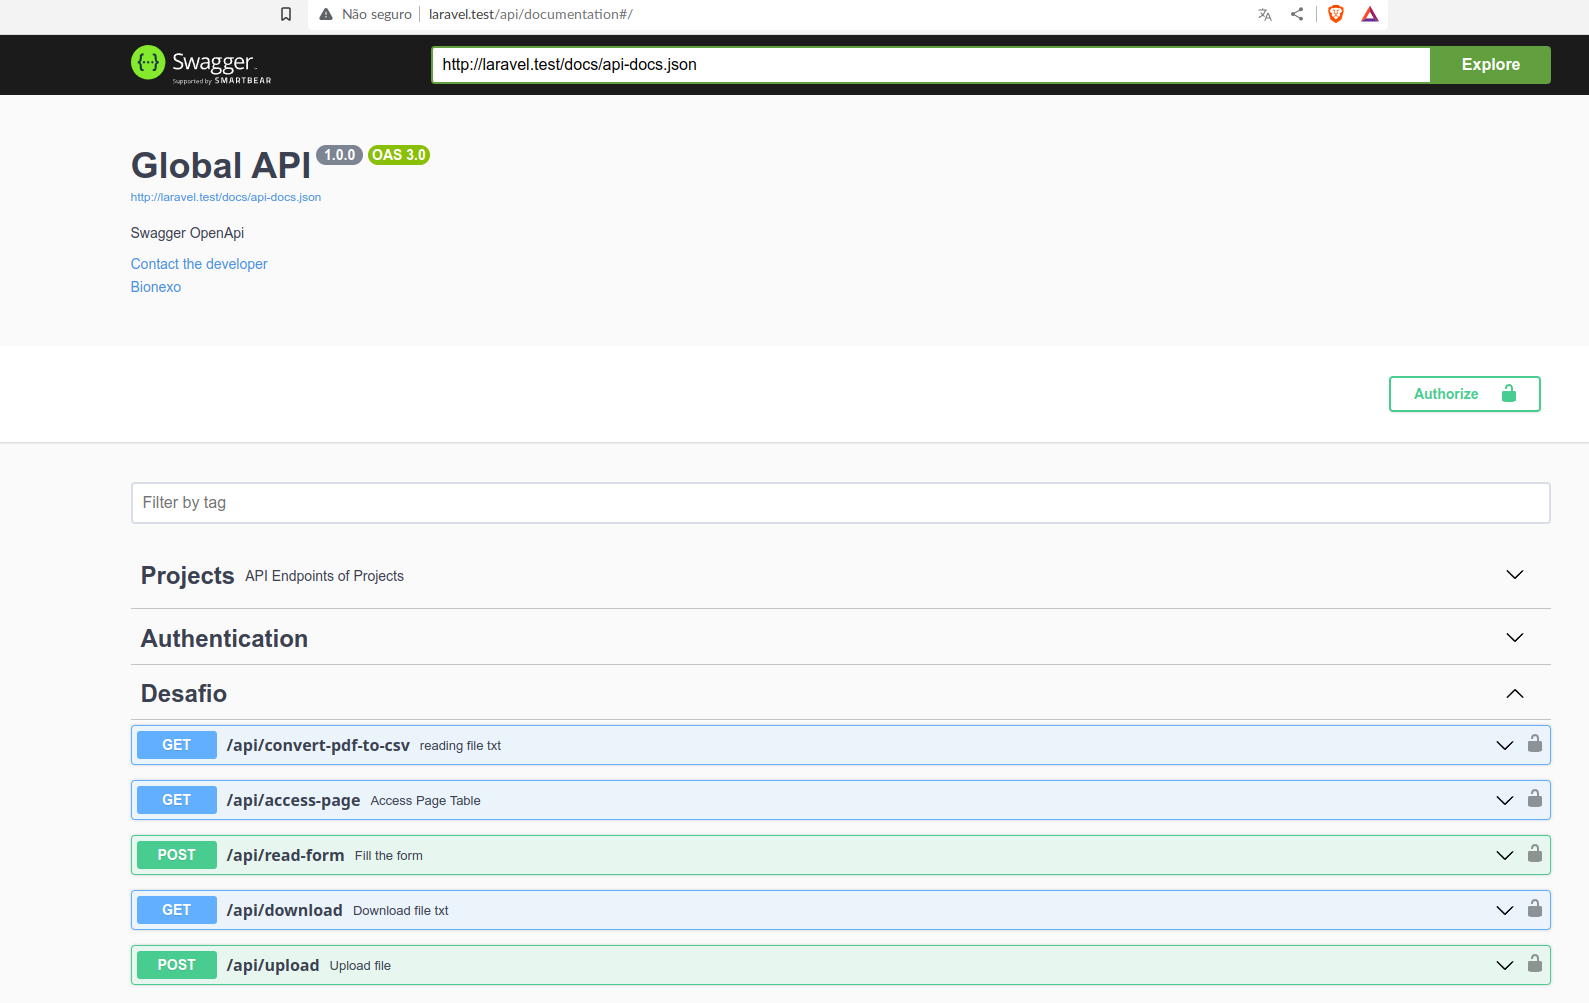 Não seguro laravel.test/api/documentation#/
Swagger
Supported by SMARTBEAR
http://laravel.test/docs/api-docs.json
Explore
Global API 1.0.0 OAS 3.0
http://laravel.test/docs/api-docs.json
Swagger OpenApi
Contact the developer
Bionexo
Authorize
Filter by tag
Projects API Endpoints of Projects
Authentication
Desafio
GET /api/convert-pdf-to-csv reading file txt
GET /api/access-page Access Page Table
POST /api/read-form Fill the form
GET /api/download Download file txt
POST /api/upload Upload file